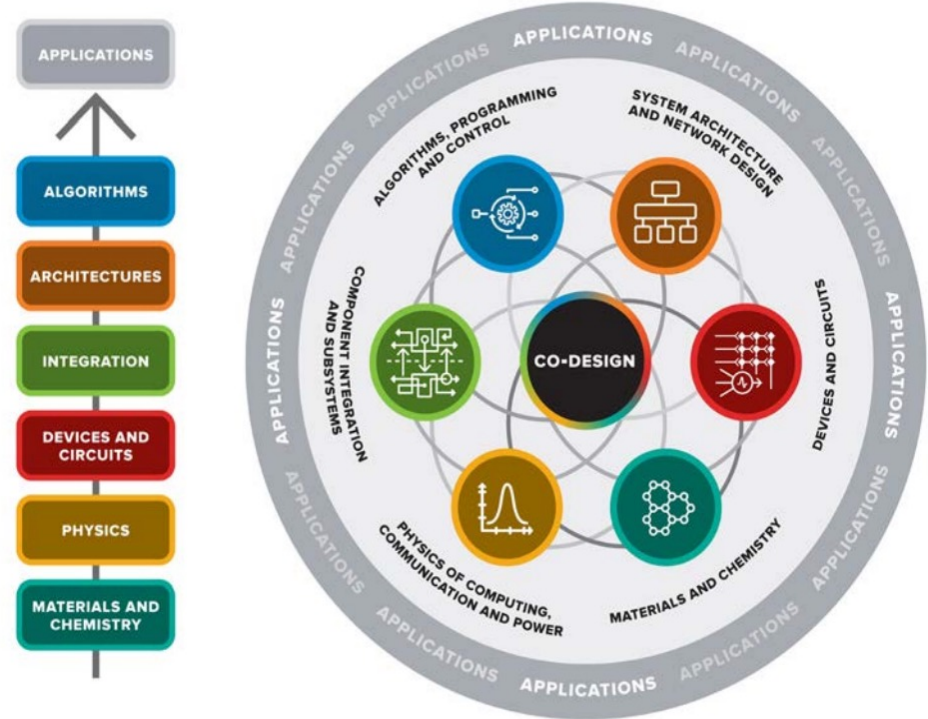 APPLICATIONS
ALGORITHMS
ARCHITECTURES
INTEGRATION
DEVICES AND
CIRCUITS
PHYSICS
MATERIALS AND
CHEMISTRY
APPLICATIONS
APPLICATIONS
APPLICATIONS
APPLICATIONS
APPLICATIONS
APPLICATIONS
APPLICATIONS
APPLICATIONS
APPLICATIONS
APPLICATIONS
APPLICATIONS
APPLICATIONS
ALGORITHMS, PROGRAMMING
AND CONTROL
SYSTEM ARCHITECTURE
AND NETWORK DESIGN
COMPONENT INTEGRATION
AND SUBSYSTEMS
CO-DESIGN
DEVICES AND CIRCUITS
PHYSICS OF COMPUTING,
COMMUNICATION AND POWER
MATERIALS AND CHEMISTRY